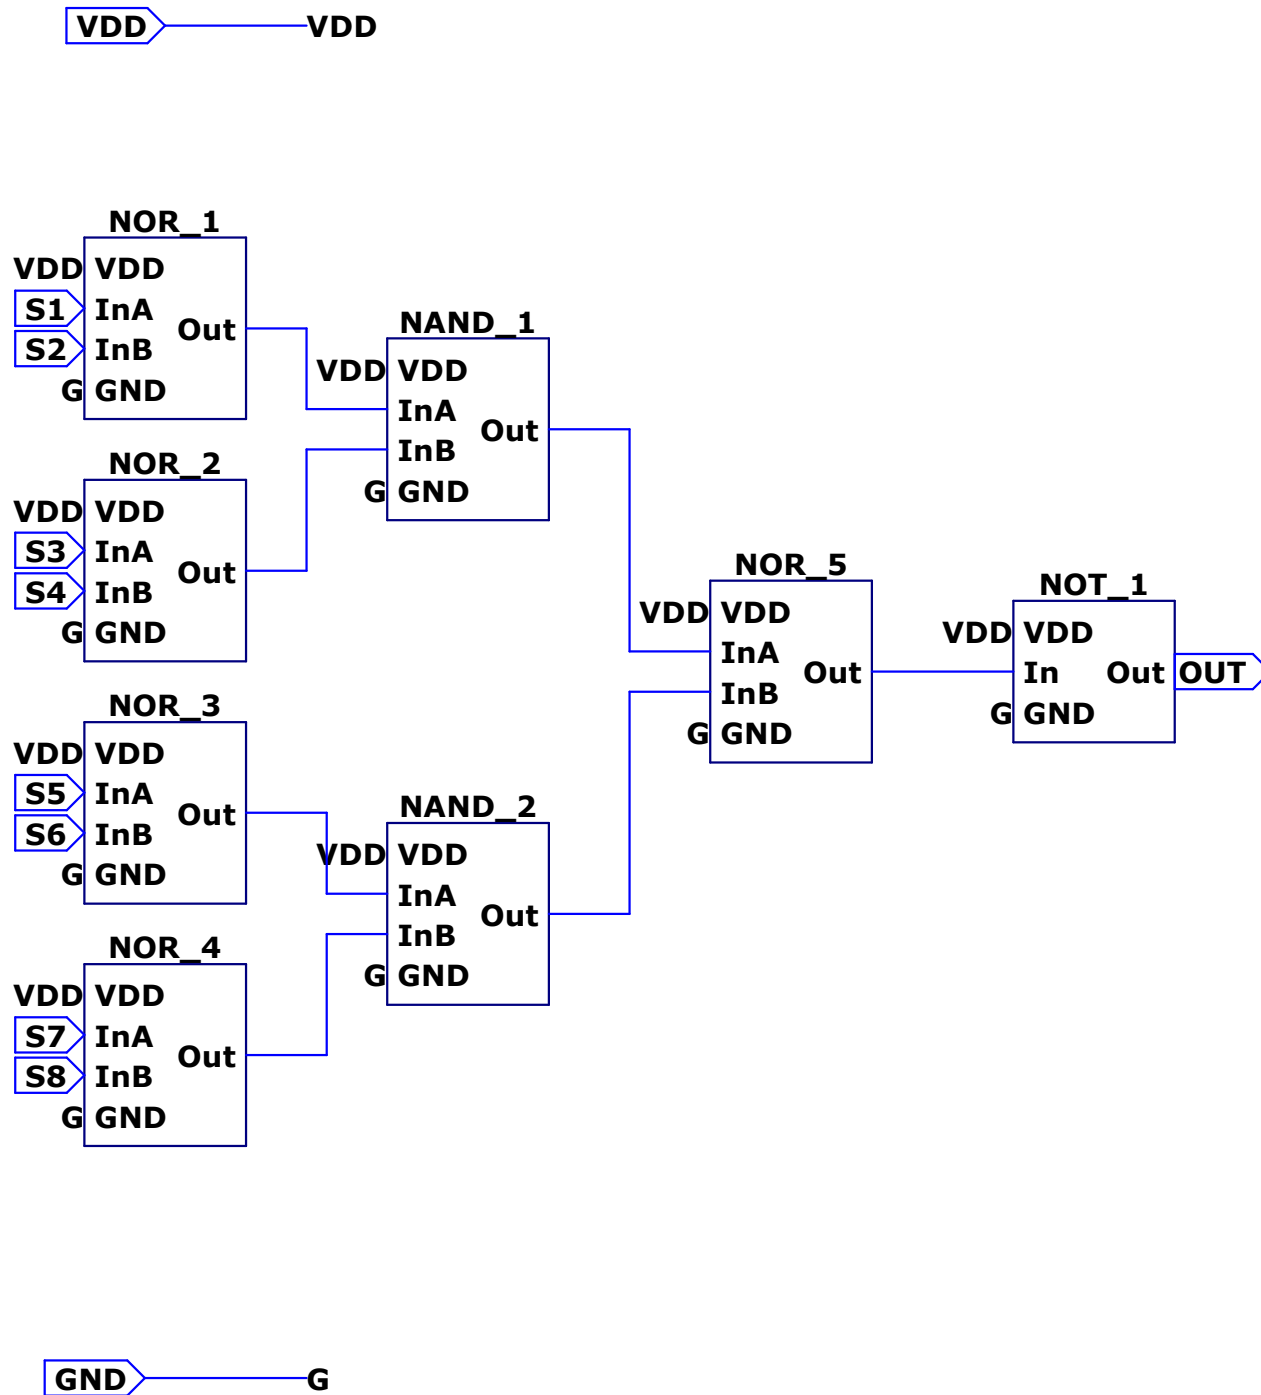 VDD VDD
NOR_1
VDD VDD
S1 InA
Out
S2 InB
G GND
NAND_1
VDD VDD
InA
Out
InB
G GND
NOR_2
VDD VDD
S3 InA
Out
S4 InB
G GND
NOR_5
VDD VDD
InA
Out
InB
G GND
NOT_1
VDD VDD
In Out OUT
G GND
NOR_3
VDD VDD
S5 InA
Out
S6 InB
G GND
NAND_2
VDD VDD
InA
Out
InB
G GND
NOR_4
VDD VDD
S7 InA
Out
S8 InB
G GND
GND G